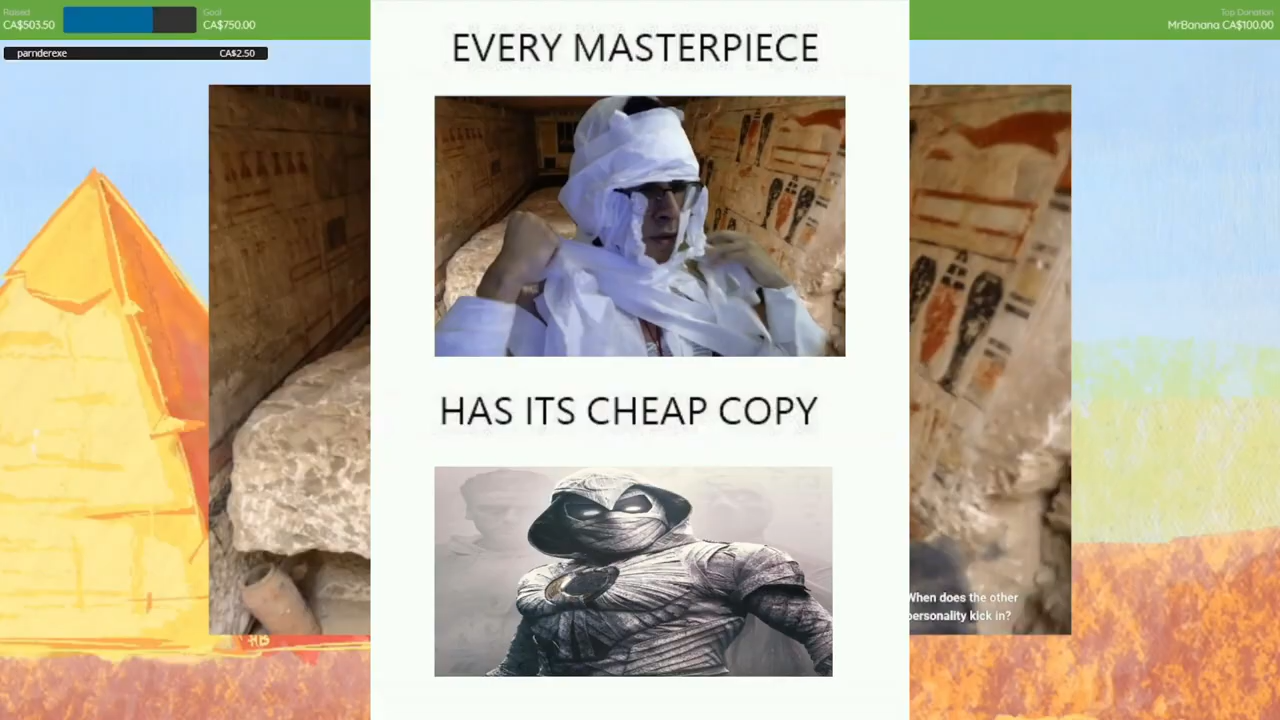 Raised
CA$503.50
Goal
CA$750.00
Top Donation
MrBanana CA$100.00
parnderexe CA$2.50
EVERY MASTERPIECE
HAS ITS CHEAP COPY
When does the other
personality kick in?